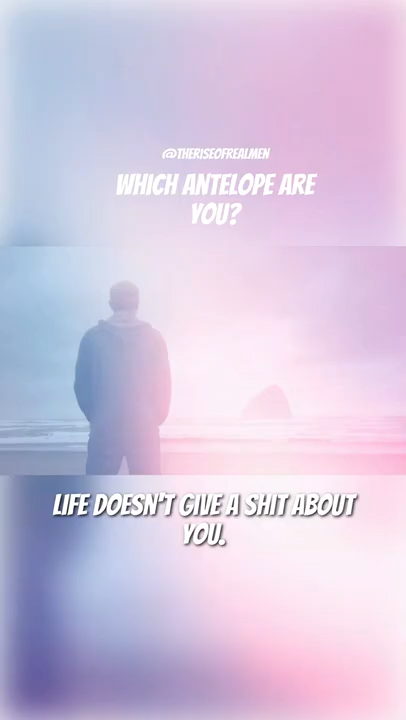 @THERISEOFREALMEN
WHICH ANTELOPE ARE
YOU?
LIFE DOESN'T GIVE A SHIT ABOUT
YOU.